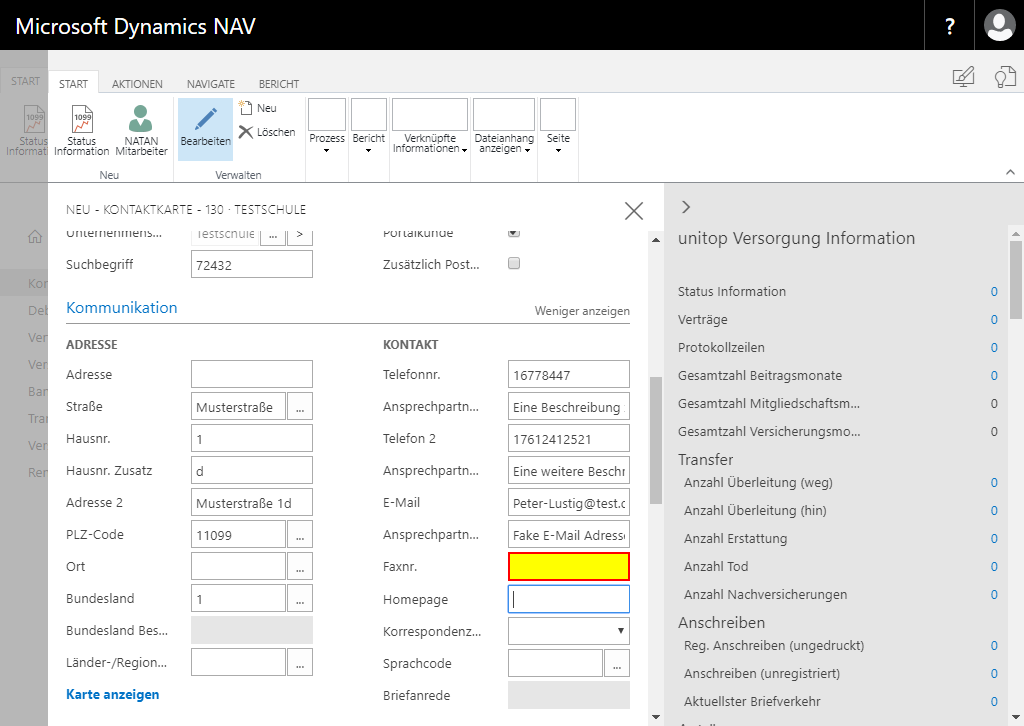 Microsoft Dynamics NAV
?
START
START
AKTIONEN
NAVIGATE
BERICHT
Status
Informat
Status
Information
NATAN
Mitarbeiter
Bearbeiten
Neu
Löschen
Prozess
Bericht
Verknüpfte
Informationen
Dateianhang
anzeigen
Seite
Neu
Verwalten
NEU - KONTAKTKARTE - 130 · TESTSCHULE
Unternehmens...
Testschule
...
>
Portalkunde
Suchbegriff
72432
Zusätzlich Post...
Kommunikation
Weniger anzeigen
ADRESSE
KONTAKT
Adresse
Telefonnr.
16778447
Straße
Musterstraße
...
Ansprechpartn...
Eine Beschreibung
Hausnr.
1
Telefon 2
17612412521
Hausnr. Zusatz
d
Ansprechpartn...
Eine weitere Beschr
Adresse 2
Musterstraße 1d
E-Mail
Peter-Lustig@test.c
PLZ-Code
11099
...
Ansprechpartn...
Fake E-Mail Adress
Ort
...
Faxnr.
Bundesland
1
...
Homepage
Bundesland Bes...
Korrespondenz...
Länder-/Region...
...
Sprachcode
...
Karte anzeigen
Briefanrede
Kon
Deb
Ver
Ver
Ban
Tra
Ver
Ren
unitop Versorgung Information
Status Information 0
Verträge 0
Protokollzeilen 0
Gesamtzahl Beitragsmonate 0
Gesamtzahl Mitgliedschaftsm... 0
Gesamtzahl Versicherungsmo... 0
Transfer
Anzahl Überleitung (weg) 0
Anzahl Überleitung (hin) 0
Anzahl Erstattung 0
Anzahl Tod 0
Anzahl Nachversicherungen 0
Anschreiben
Reg. Anschreiben (ungedruckt) 0
Anschreiben (unregistriert) 0
Aktuellster Briefverkehr 0